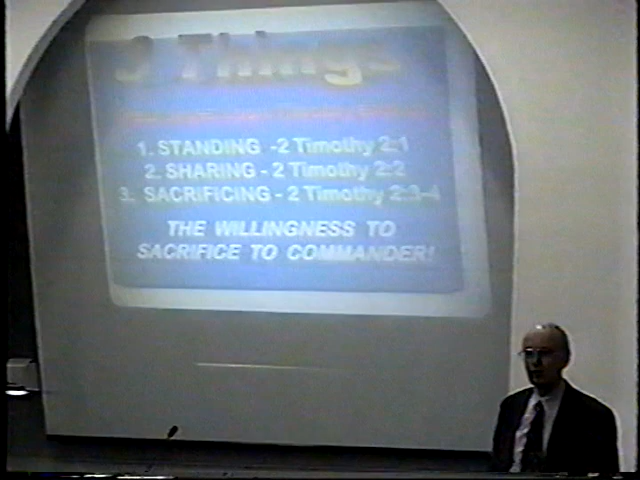 3 Things
1. STANDING -2 Timothy 2:1
2. SHARING - 2 Timothy 2:2
3. SACRIFICING - 2 Timothy 2:3-4
THE WILLINGNESS TO
SACRIFICE TO COMMANDER!